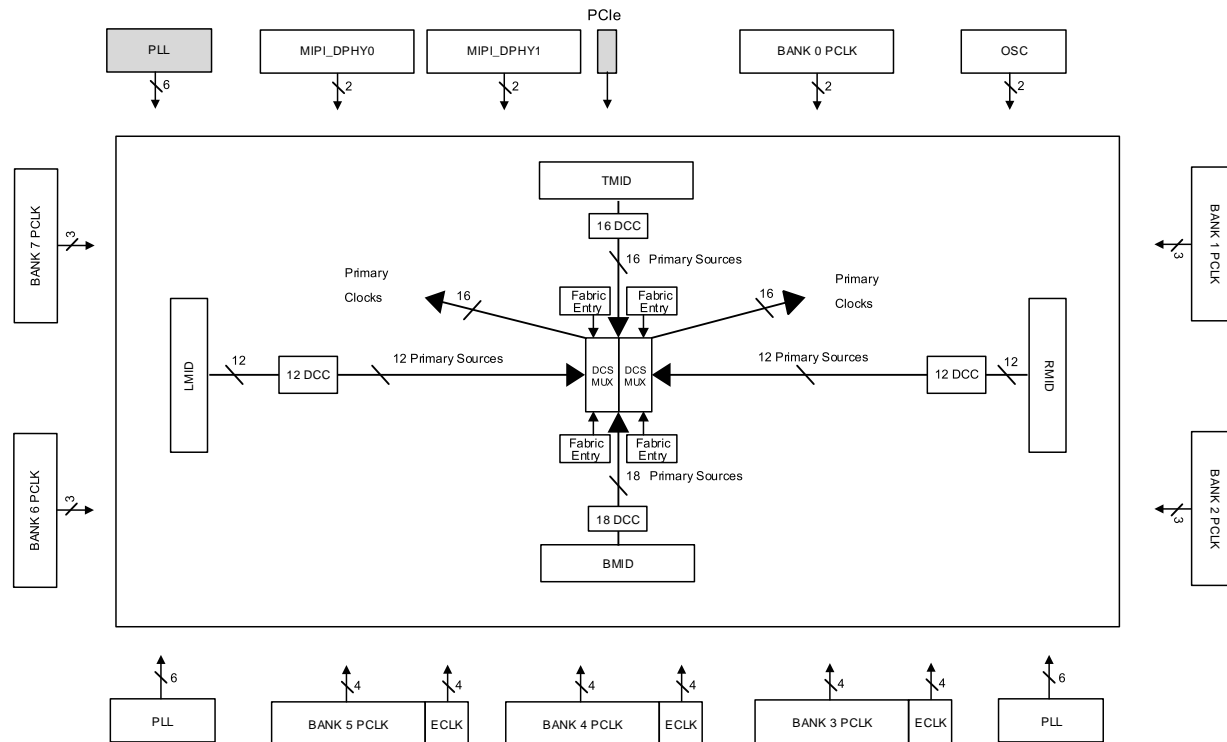 PCIe
PLL
MIPI_DPHY0
MIPI_DPHY1
BANK 0 PCLK
OSC
6
2
2
2
2
BANK 7 PCLK
3
TMID
16 DCC
16 Primary Sources
BANK 1 PCLK
3
Primary
Clocks
16
Fabric
Entry
Fabric
Entry
16
Primary
Clocks
LMID
12
12 DCC
12 Primary Sources
DCS
MUX
DCS
MUX
12 Primary Sources
12 DCC
12
RMID
Fabric
Entry
Fabric
Entry
18 Primary Sources
18 DCC
BMID
BANK 6 PCLK
3
BANK 2 PCLK
3
6
4
4
4
4
4
4
6
PLL
BANK 5 PCLK
ECLK
BANK 4 PCLK
ECLK
BANK 3 PCLK
ECLK
PLL